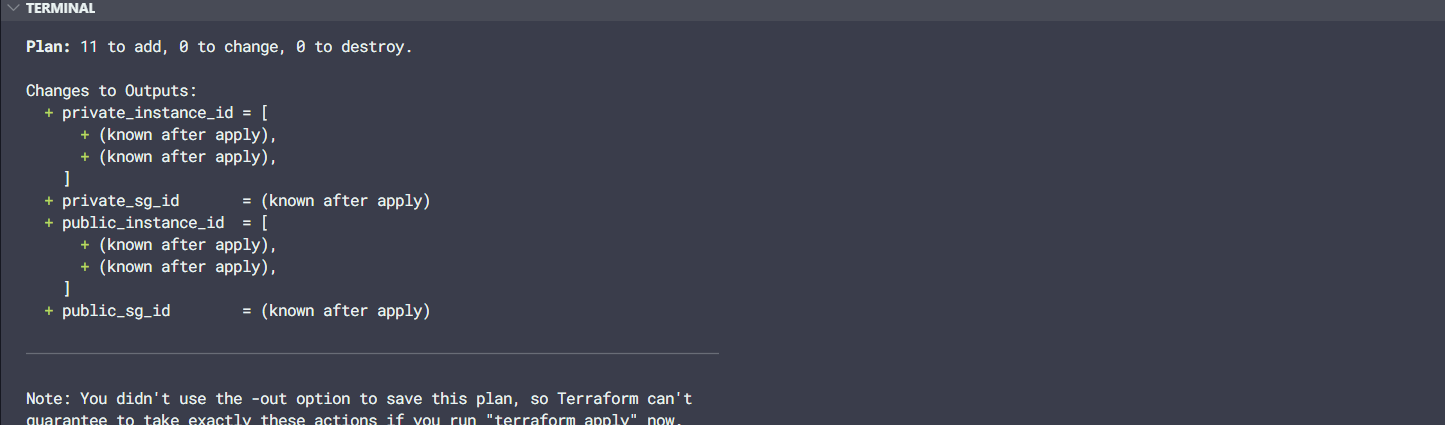 TERMINAL
Plan: 11 to add, 0 to change, 0 to destroy.
Changes to Outputs:
+ private_instance_id = [
+ (known after apply),
+ (known after apply),
]
+ private_sg_id = (known after apply)
+ public_instance_id = [
+ (known after apply),
+ (known after apply),
]
+ public_sg_id = (known after apply)
Note: You didn't use the -out option to save this plan, so Terraform can't
guarantee to take exactly these actions if you run "terraform apply" now.